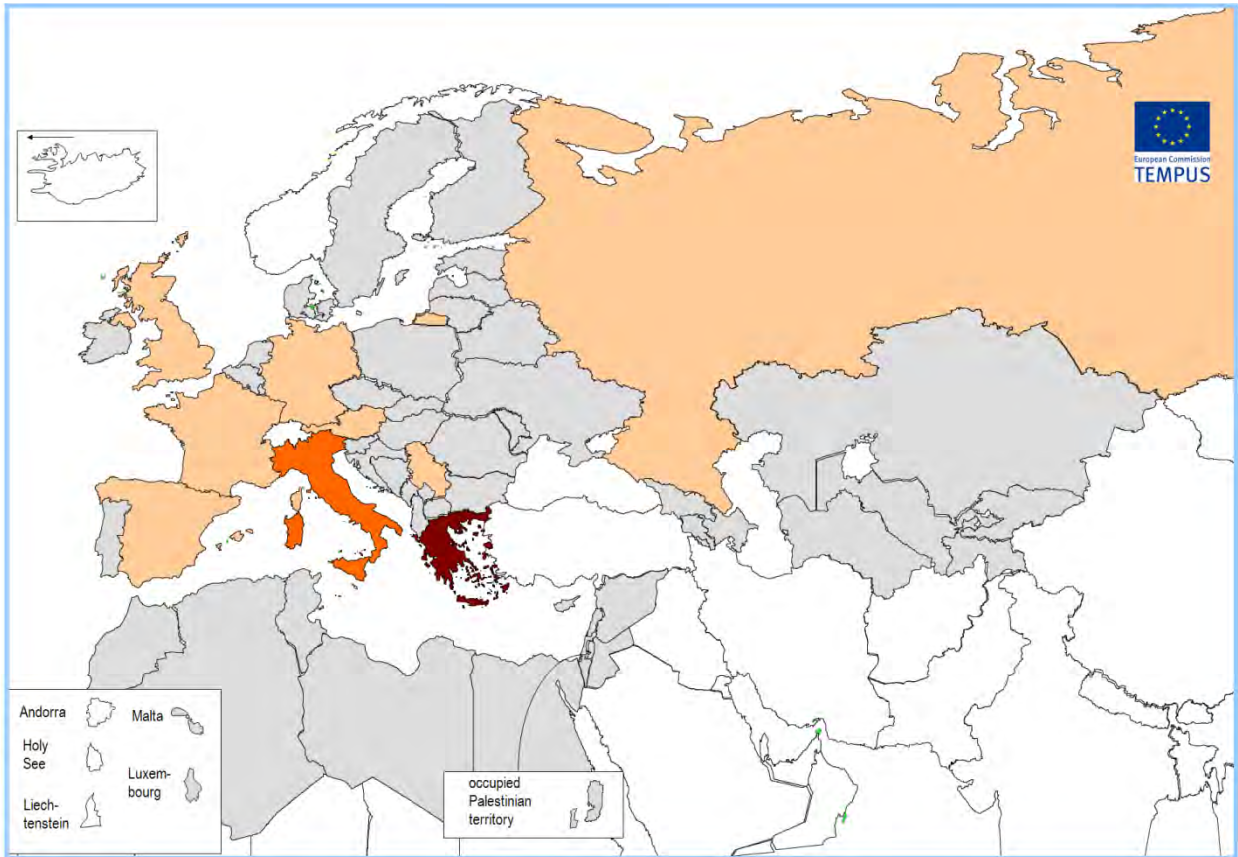 European Commission
TEMPUS
Andorra
Malta
Holy
See
Luxem-
bourg
Liech-
tenstein
occupied
Palestinian
territory